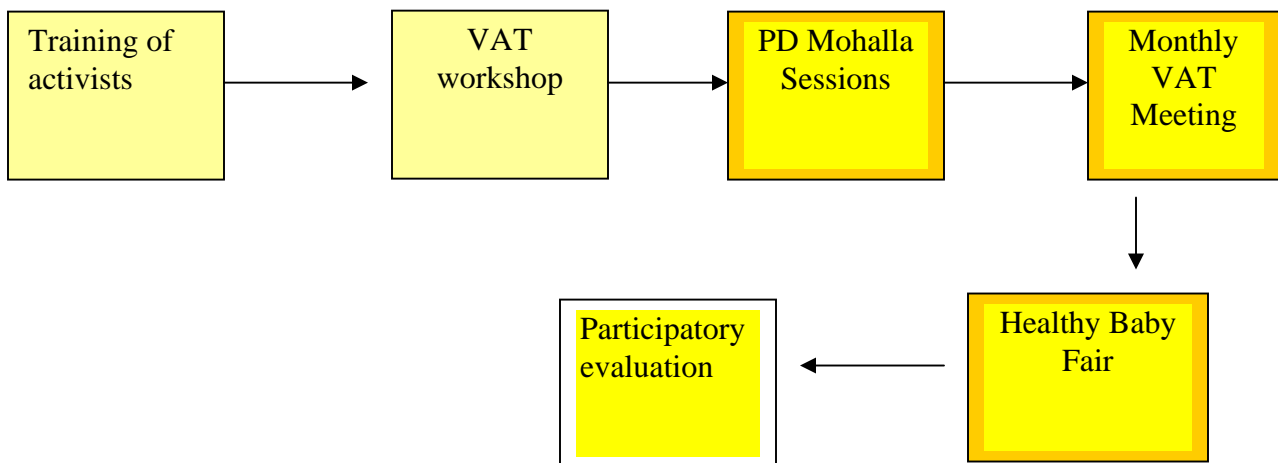 Training of
activists
VAT
workshop
PD Mohalla
Sessions
Monthly
VAT
Meeting
Healthy Baby
Fair
Participatory
evaluation